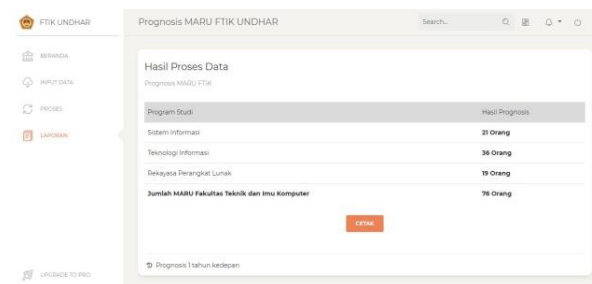 FTIK UNDHAR
Prognosis MARU FTIK UNDHAR
Search...
BERANDA
INPUT DATA
PROSES
LAPORAN
Hasil Proses Data
Prognosis MARU FTIK
Program Studi Hasil Prognosis
Sistem Informasi 21 Orang
Teknologi Informasi 36 Orang
Rekayasa Perangkat Lunak 19 Orang
Jumlah MARU Fakultas Teknik dan Imu Komputer 76 Orang
CETAK
Prognosis 1 tahun kedepan
UPGRADE TO PRO